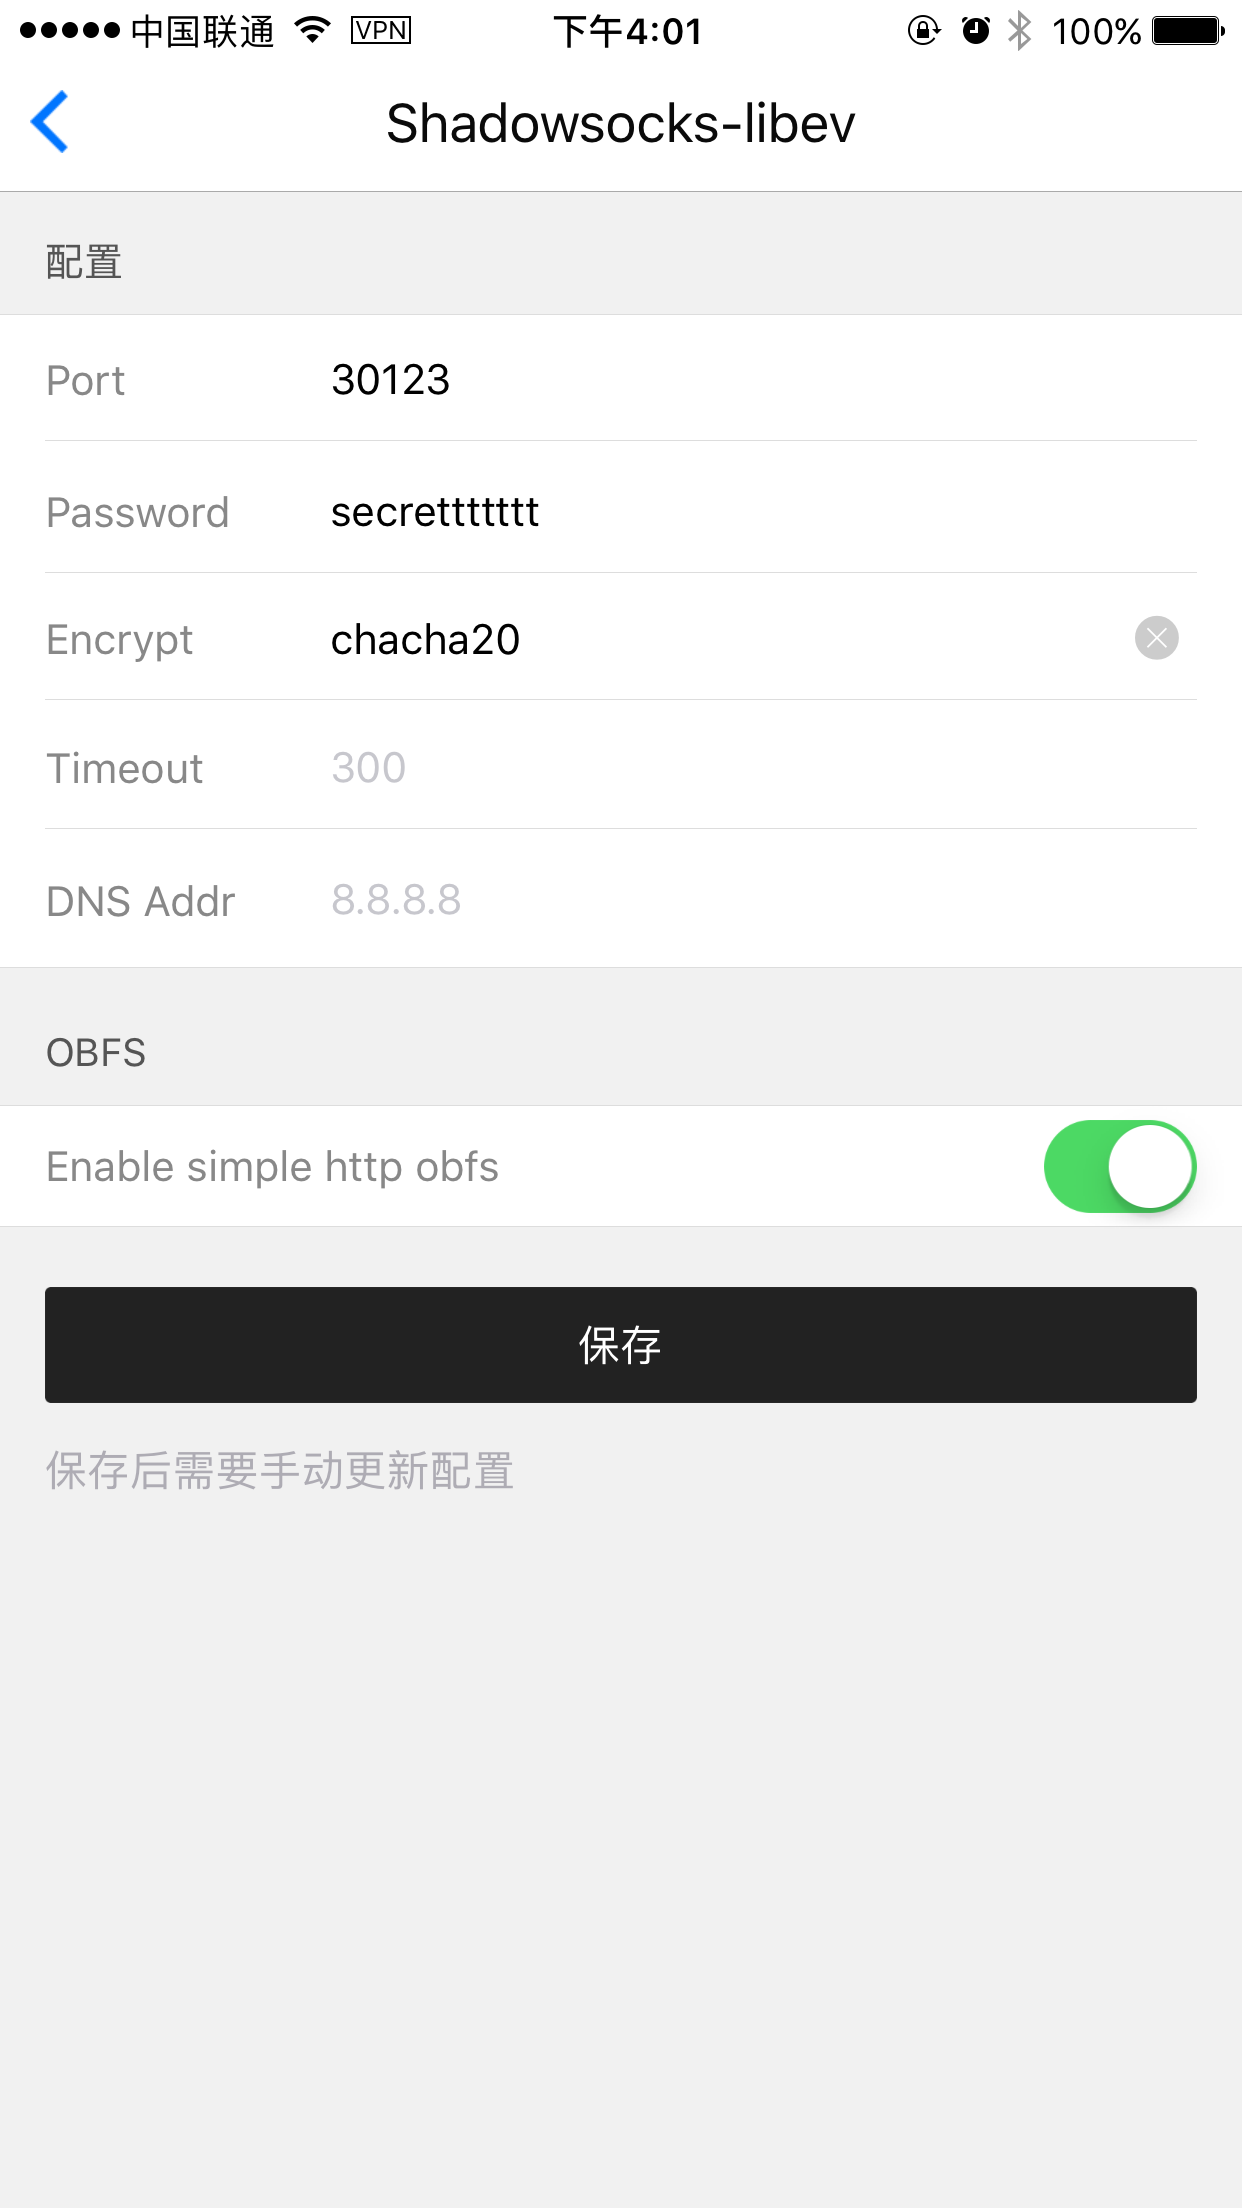 中国联通 VPN 下午4:01 100%
Shadowsocks-libev
配置
Port 30123
Password secrettttttt
Encrypt chacha20
Timeout 300
DNS Addr 8.8.8.8
OBFS
Enable simple http obfs
保存
保存后需要手动更新配置